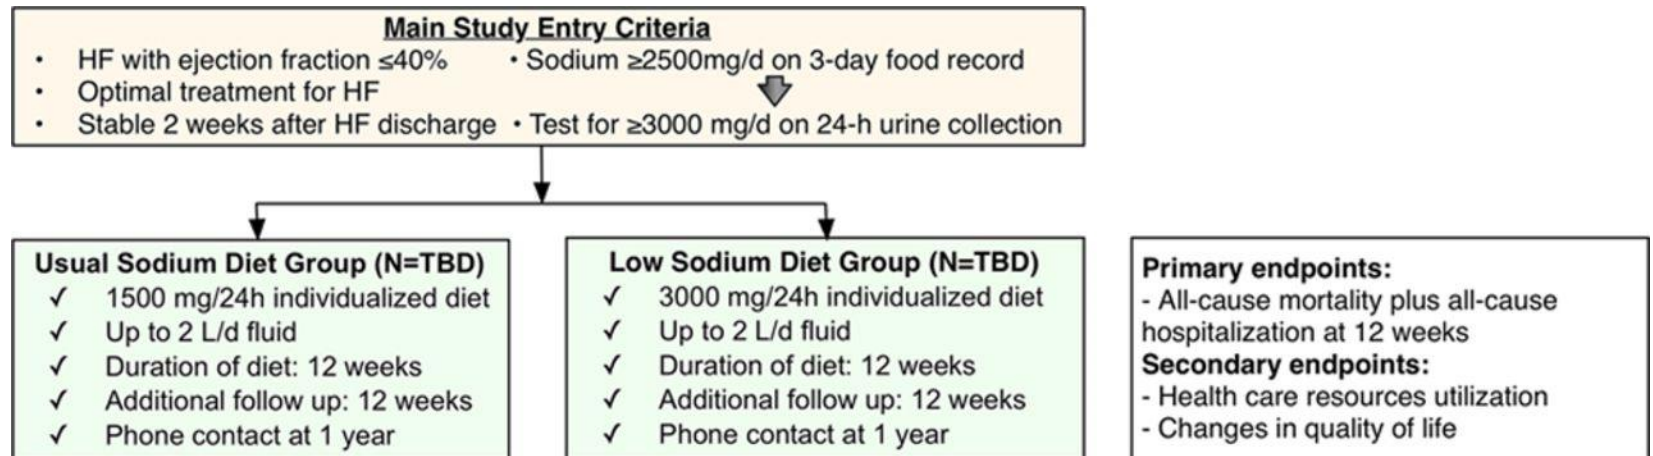 Main Study Entry Criteria
• HF with ejection fraction ≤40% • Sodium ≥2500mg/d on 3-day food record
• Optimal treatment for HF
• Stable 2 weeks after HF discharge • Test for ≥3000 mg/d on 24-h urine collection
Usual Sodium Diet Group (N=TBD)
✓ 1500 mg/24h individualized diet
✓ Up to 2 L/d fluid
✓ Duration of diet: 12 weeks
✓ Additional follow up: 12 weeks
✓ Phone contact at 1 year
Low Sodium Diet Group (N=TBD)
✓ 3000 mg/24h individualized diet
✓ Up to 2 L/d fluid
✓ Duration of diet: 12 weeks
✓ Additional follow up: 12 weeks
✓ Phone contact at 1 year
Primary endpoints:
- All-cause mortality plus all-cause
hospitalization at 12 weeks
Secondary endpoints:
- Health care resources utilization
- Changes in quality of life